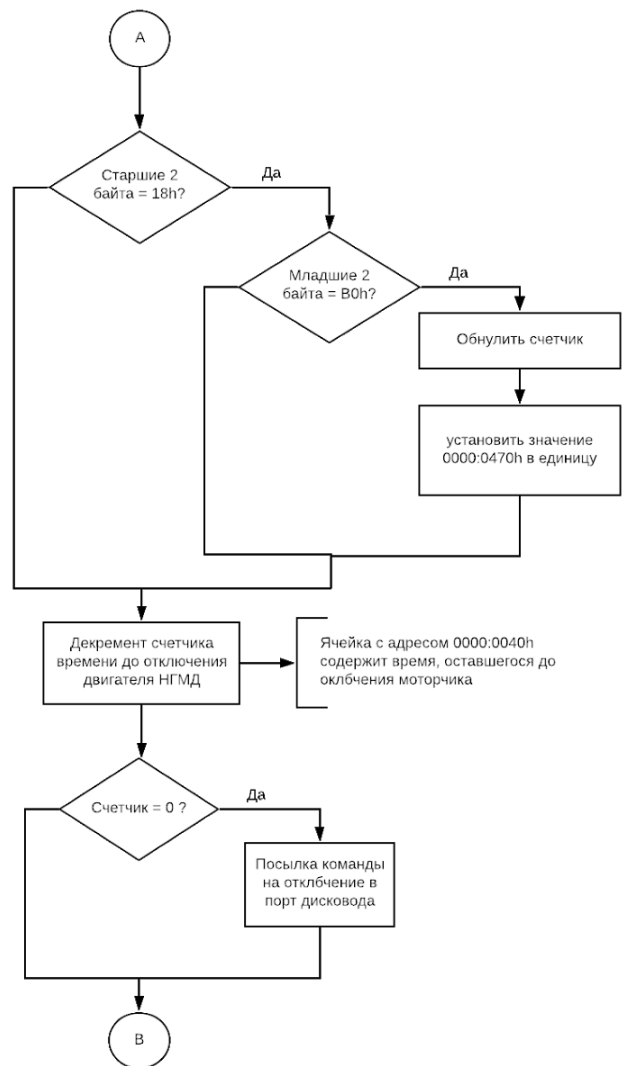 A
Старшие 2
байта = 18h?
Да
Младшие 2
байта = B0h?
Да
Обнулить счетчик
установить значение
0000:0470h в единицу
Декремент счетчика
времени до отключения
двигателя НГМД
Ячейка с адресом 0000:0040h
содержит время, оставшегося до
оклбчения моторчика
Счетчик = 0 ?
Да
Посылка команды
на отклбчение в
порт дисковода
B